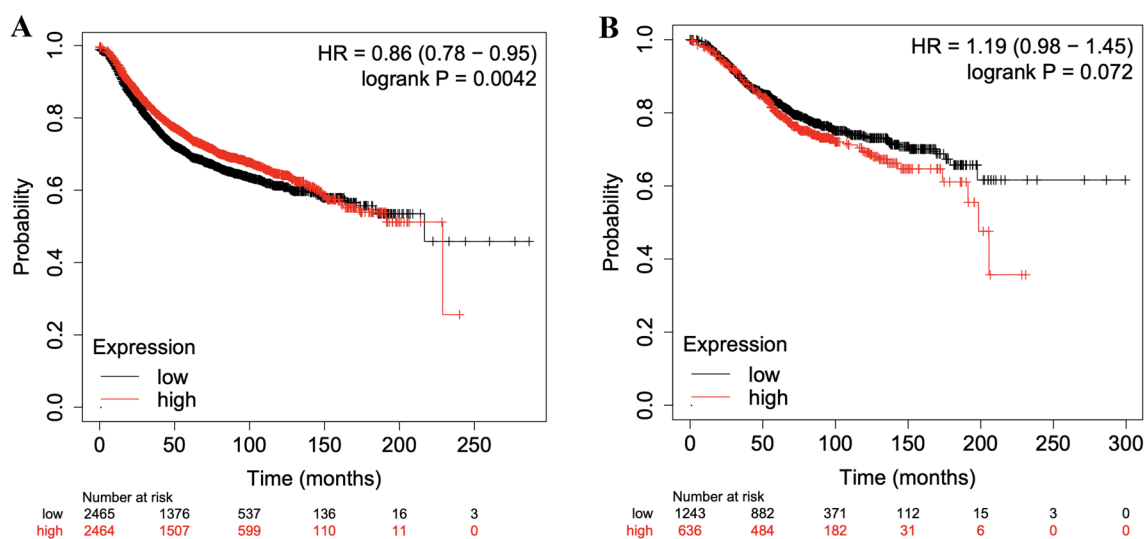 A
HR = 0.86 (0.78 − 0.95)
logrank P = 0.0042
Probability
1.0
0.8
0.6
0.4
0.2
0.0
Expression
low
high
0 50 100 150 200 250
Time (months)
Number at risk
low 2465 1376 537 136 16 3
high 2464 1507 599 110 11 0
B
HR = 1.19 (0.98 − 1.45)
logrank P = 0.072
Probability
1.0
0.8
0.6
0.4
0.2
0.0
Expression
low
high
0 50 100 150 200 250 300
Time (months)
Number at risk
low 1243 882 371 112 15 3 0
high 636 484 182 31 6 0 0